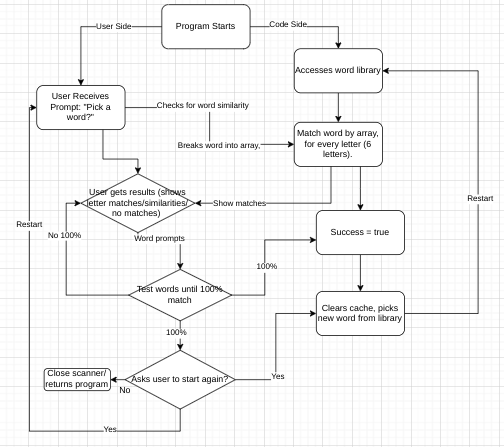 Program Starts
User Side
Code Side
Accesses word library
User Receives
Prompt: "Pick a
word?"
Checks for word similarity
Breaks word into array,
Match word by array,
for every letter (6
letters).
User gets results (shows
letter matches/similarities/
no matches)
Show matches
Restart
Restart
No 100%
Word prompts
Success = true
100%
Test words until 100%
match
Clears cache, picks
new word from library
100%
Close scanner/
returns program
No
Asks user to start again?
Yes
Yes